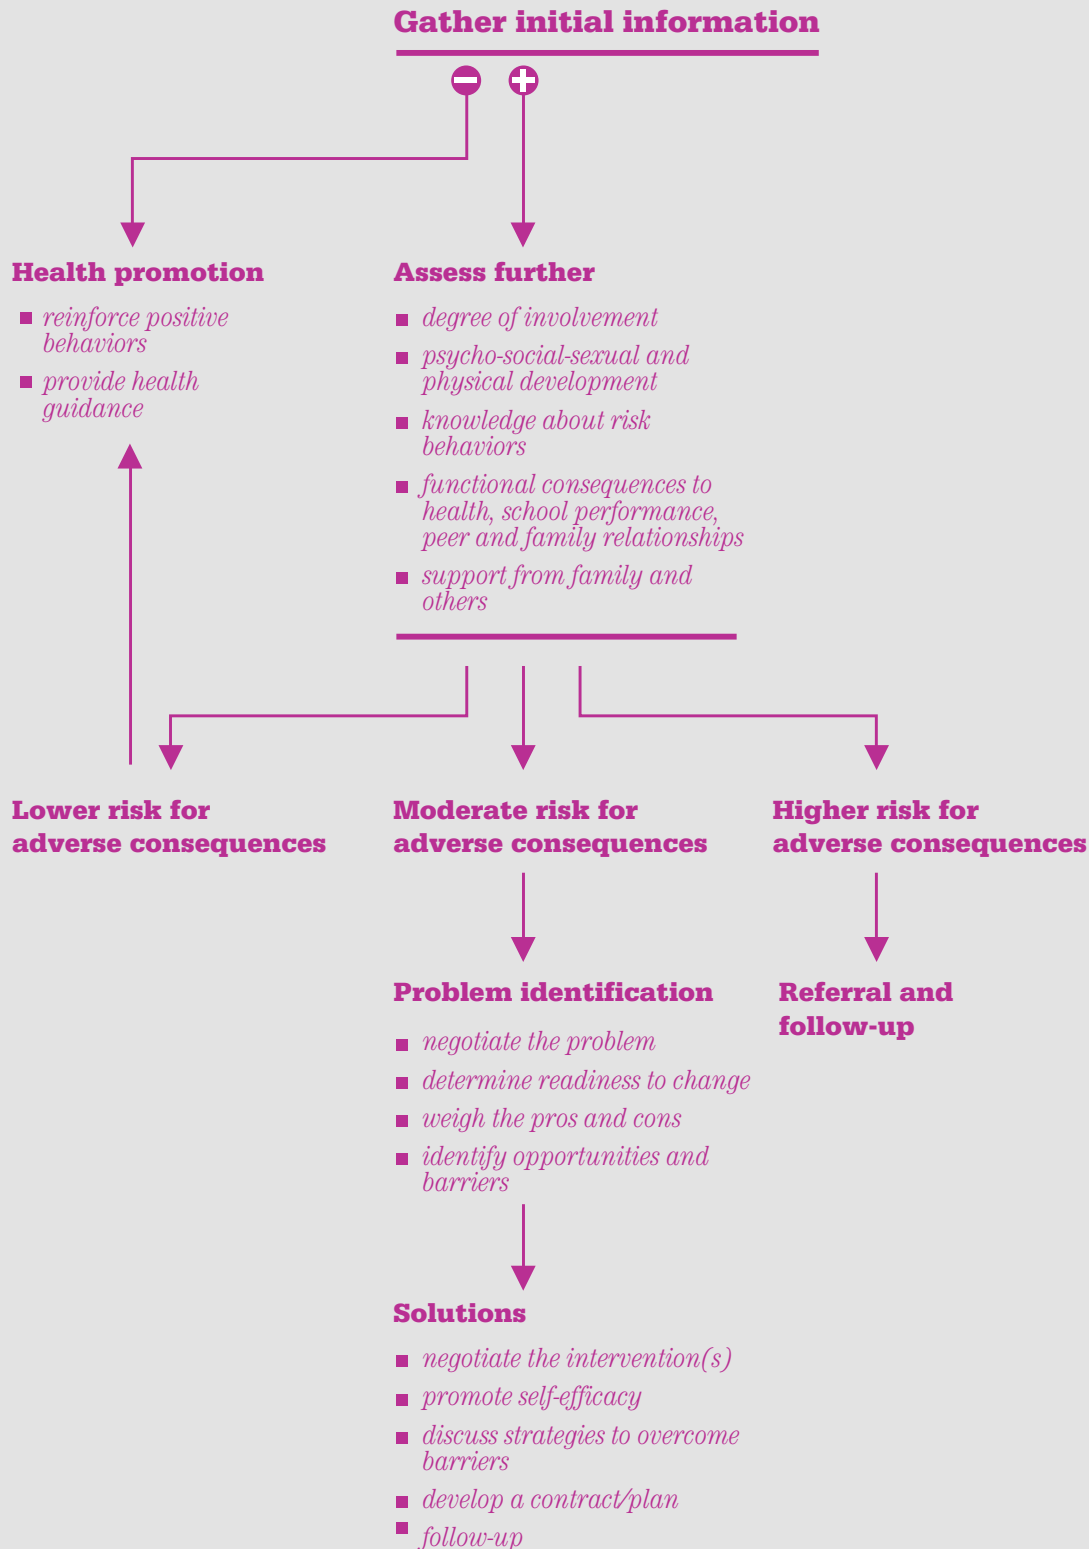 Gather initial information
Health promotion
reinforce positive
behaviors
provide health
guidance
Assess further
degree of involvement
psycho-social-sexual and
physical development
knowledge about risk
behaviors
functional consequences to
health, school performance,
peer and family relationships
support from family and
others
Lower risk for
adverse consequences
Moderate risk for
adverse consequences
Higher risk for
adverse consequences
Problem identification
negotiate the problem
determine readiness to change
weigh the pros and cons
identify opportunities and
barriers
Referral and
follow-up
Solutions
negotiate the intervention(s)
promote self-efficacy
discuss strategies to overcome
barriers
develop a contract/plan
follow-up